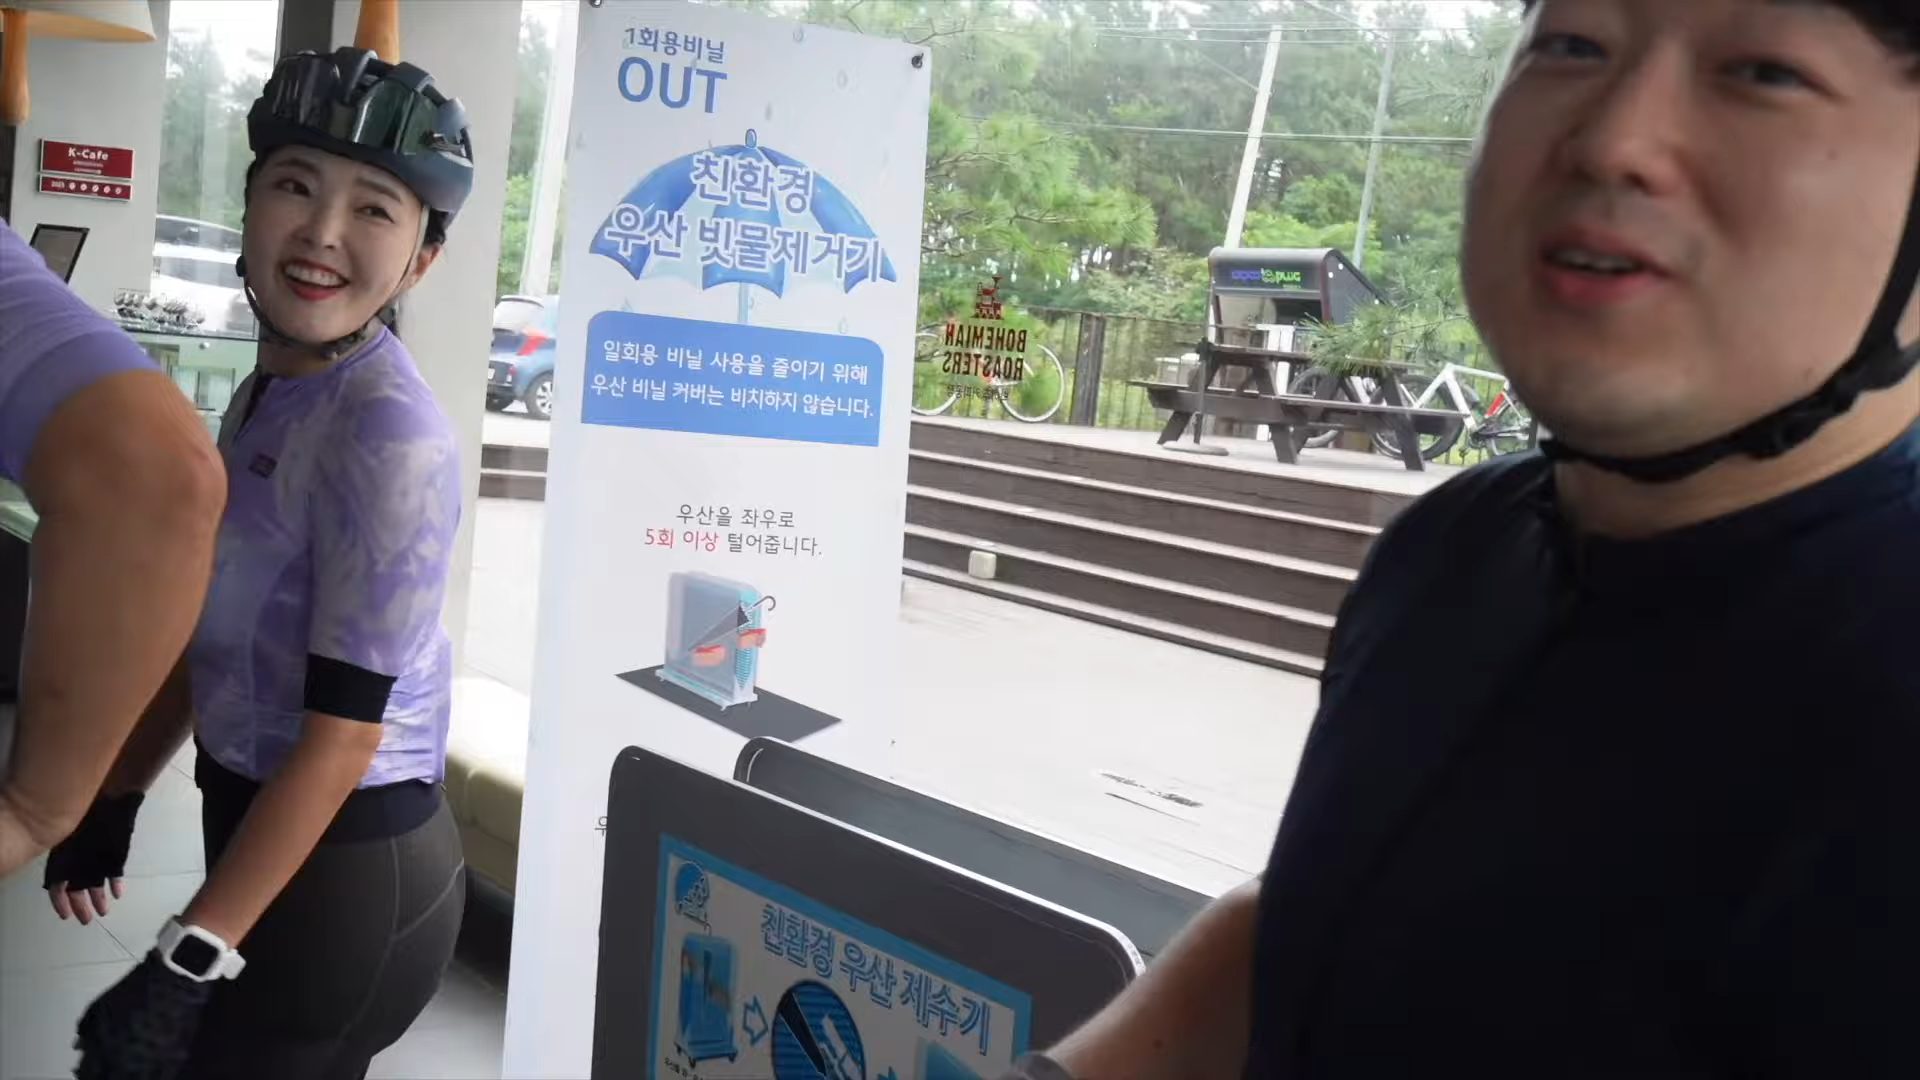 1회용비닐
OUT
친환경
우산 빗물제거기
일회용 비닐 사용을 줄이기 위해
우산 비닐 커버는 비치하지 않습니다.
우산을 좌우로
5회 이상 털어줍니다.
우
K-Cafe
BOHEMIAN
ROASTERS
친환경 우산 제수기